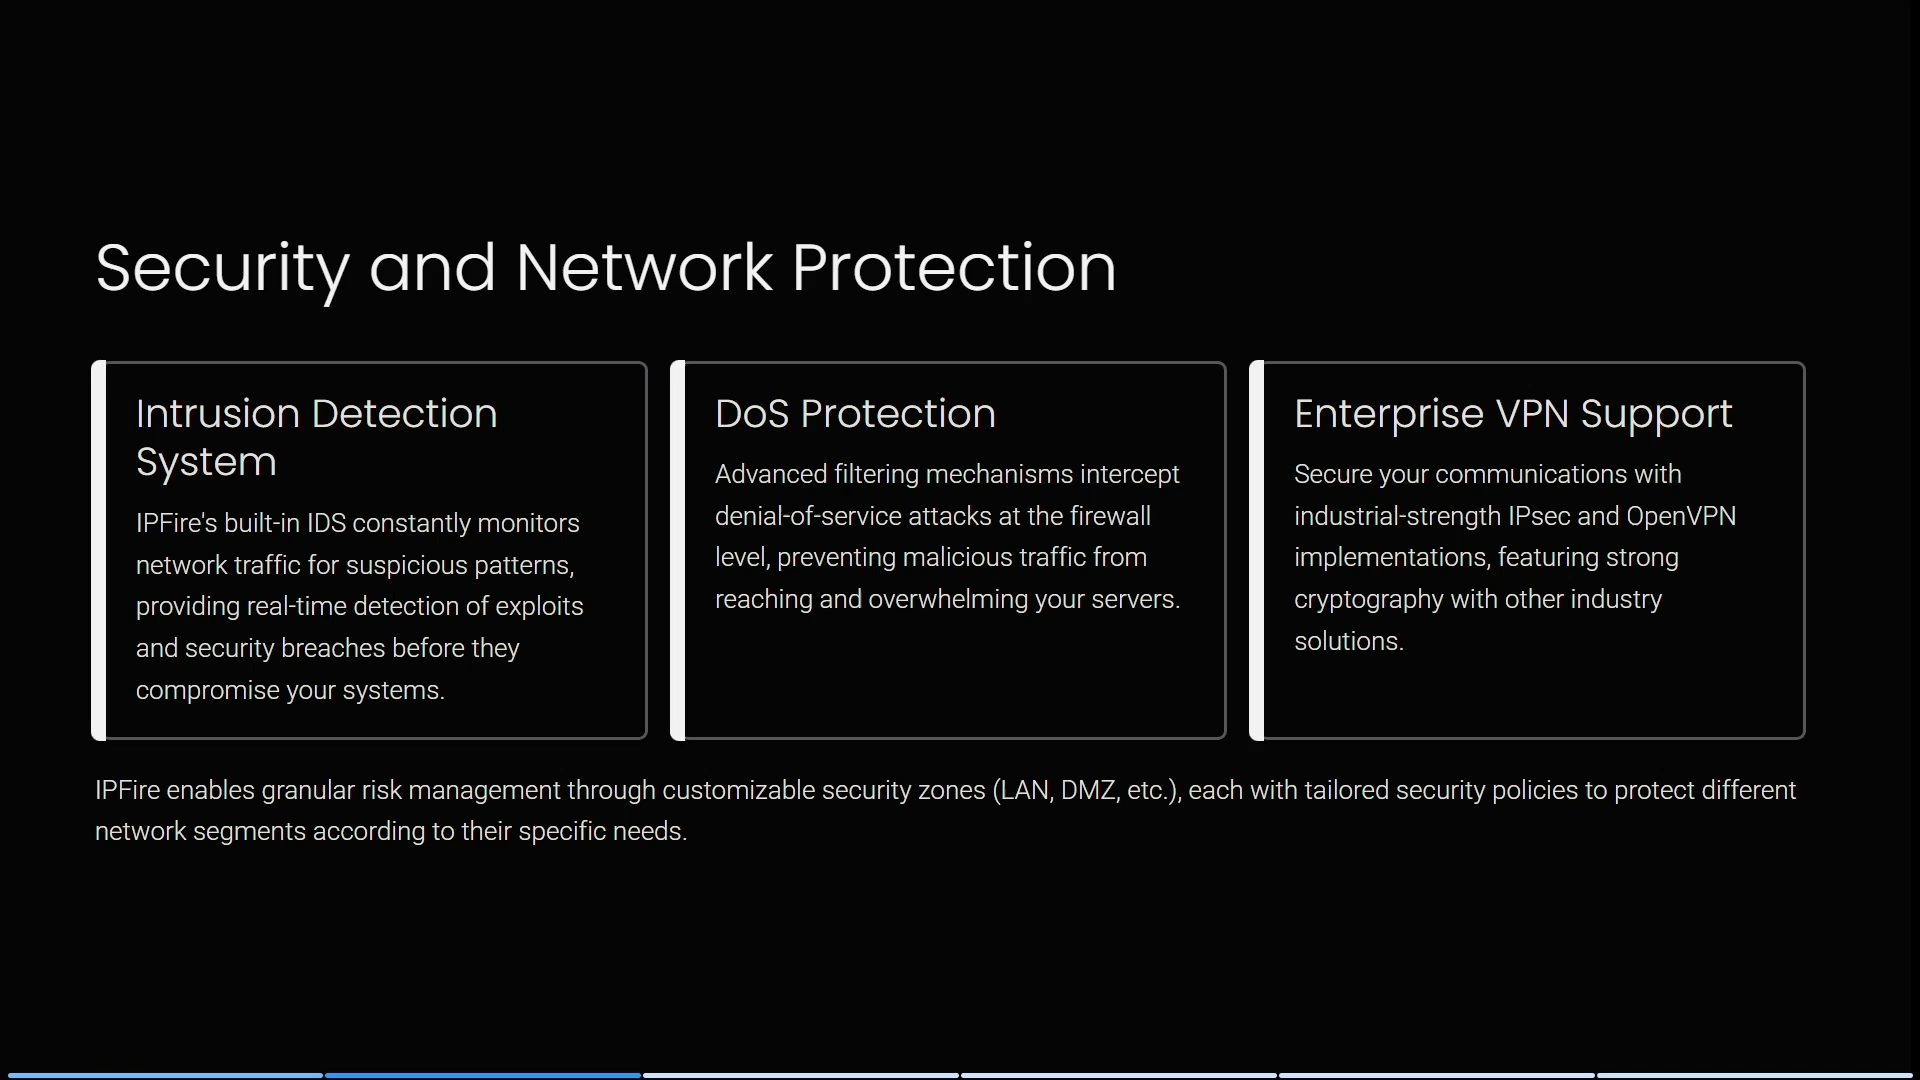 Security and Network Protection
Intrusion Detection
System
IPFire's built-in IDS constantly monitors
network traffic for suspicious patterns,
providing real-time detection of exploits
and security breaches before they
compromise your systems.
DoS Protection
Advanced filtering mechanisms intercept
denial-of-service attacks at the firewall
level, preventing malicious traffic from
reaching and overwhelming your servers.
Enterprise VPN Support
Secure your communications with
industrial-strength IPsec and OpenVPN
implementations, featuring strong
cryptography with other industry
solutions.
IPFire enables granular risk management through customizable security zones (LAN, DMZ, etc.), each with tailored security policies to protect different
network segments according to their specific needs.